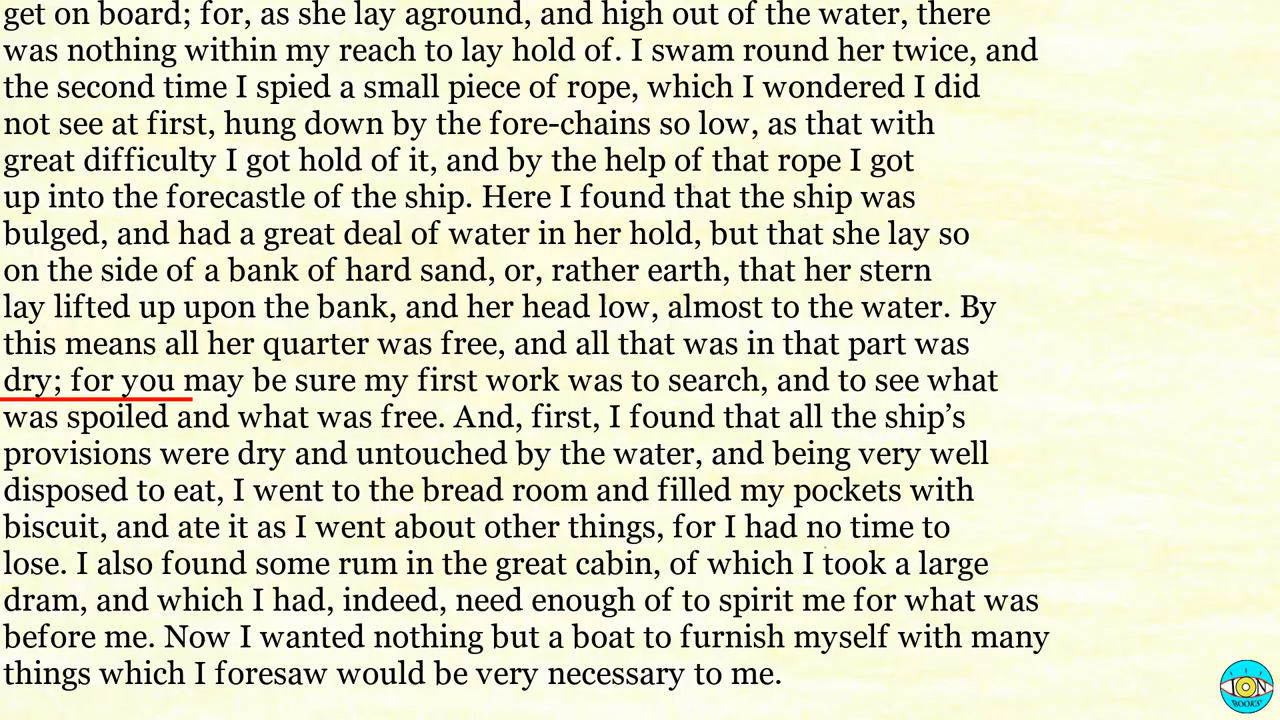 get on board; for, as she lay aground, and high out of the water, there
was nothing within my reach to lay hold of. I swam round her twice, and
the second time I spied a small piece of rope, which I wondered I did
not see at first, hung down by the fore-chains so low, as that with
great difficulty I got hold of it, and by the help of that rope I got
up into the forecastle of the ship. Here I found that the ship was
bulged, and had a great deal of water in her hold, but that she lay so
on the side of a bank of hard sand, or, rather earth, that her stern
lay lifted up upon the bank, and her head low, almost to the water. By
this means all her quarter was free, and all that was in that part was
dry; for you may be sure my first work was to search, and to see what
was spoiled and what was free. And, first, I found that all the ship’s
provisions were dry and untouched by the water, and being very well
disposed to eat, I went to the bread room and filled my pockets with
biscuit, and ate it as I went about other things, for I had no time to
lose. I also found some rum in the great cabin, of which I took a large
dram, and which I had, indeed, need enough of to spirit me for what was
before me. Now I wanted nothing but a boat to furnish myself with many
things which I foresaw would be very necessary to me.
ION
BOOKS